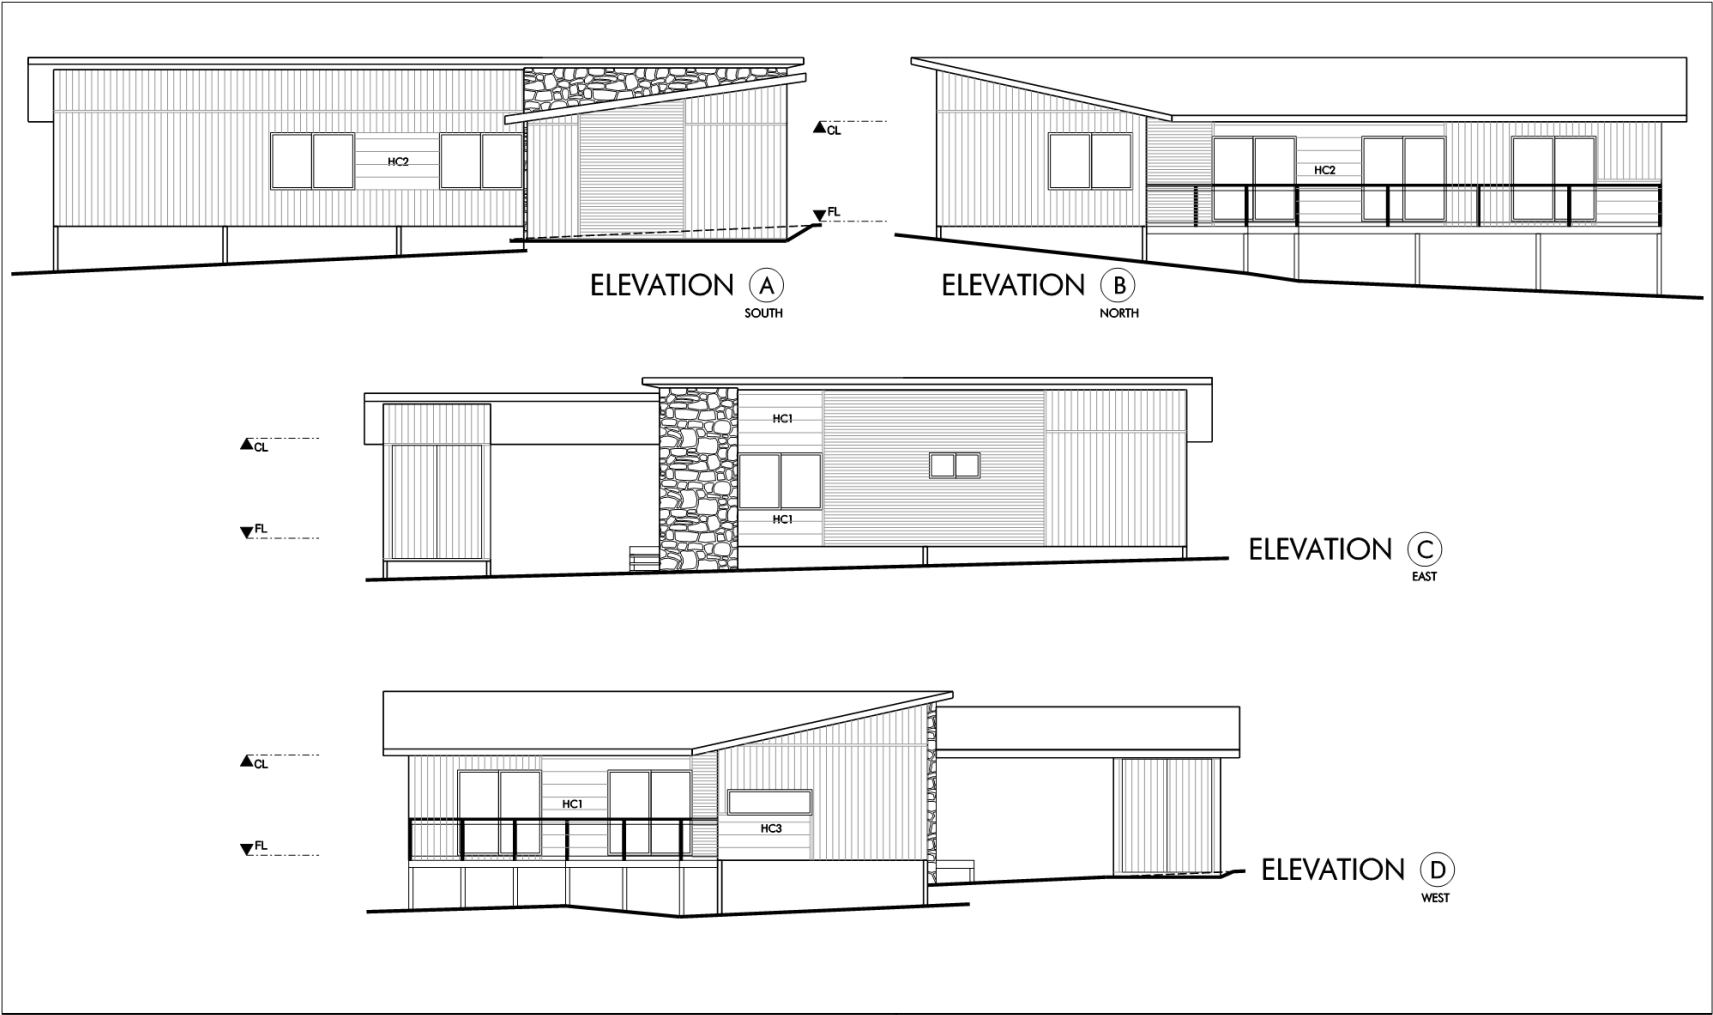 HC2
CL
FL
ELEVATION A
SOUTH
HC2
ELEVATION B
NORTH
HC1
CL
HC1
FL
ELEVATION C
EAST
CL
HC1
HC3
FL
ELEVATION D
WEST